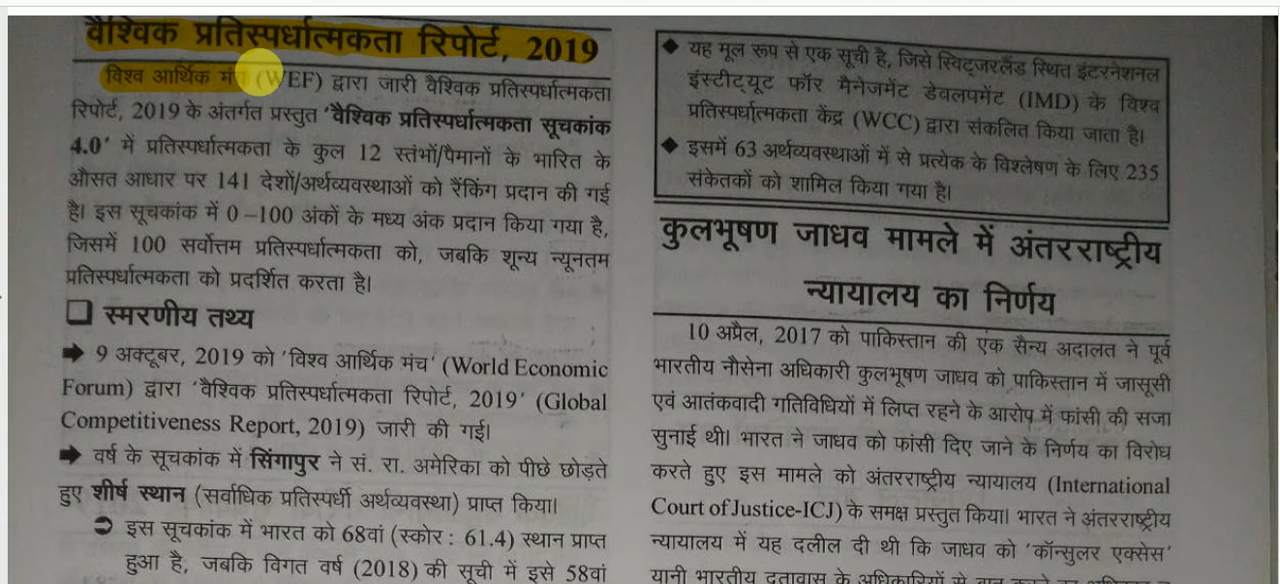 वैश्विक प्रतिस्पर्धात्मकता रिपोर्ट, 2019
विश्व आर्थिक मंच (WEF) द्वारा जारी वैश्विक प्रतिस्पर्धात्मकता
रिपोर्ट, 2019 के अंतर्गत प्रस्तुत 'वैश्विक प्रतिस्पर्धात्मकता सूचकांक
4.0' में प्रतिस्पर्धात्मकता के कुल 12 स्तंभों/पैमानों के भारित के
औसत आधार पर 141 देशों/अर्थव्यवस्थाओं को रैंकिंग प्रदान की गई
है। इस सूचकांक में 0 –100 अंकों के मध्य अंक प्रदान किया गया है,
जिसमें 100 सर्वोत्तम प्रतिस्पर्धात्मकता को, जबकि शून्य न्यूनतम
प्रतिस्पर्धात्मकता को प्रदर्शित करता है।
❑ स्मरणीय तथ्य
➡ 9 अक्टूबर, 2019 को 'विश्व आर्थिक मंच' (World Economic
Forum) द्वारा 'वैश्विक प्रतिस्पर्धात्मकता रिपोर्ट, 2019' (Global
Competitiveness Report, 2019) जारी की गई।
➡ वर्ष के सूचकांक में सिंगापुर ने सं. रा. अमेरिका को पीछे छोड़ते
हुए शीर्ष स्थान (सर्वाधिक प्रतिस्पर्धी अर्थव्यवस्था) प्राप्त किया।
➲ इस सूचकांक में भारत को 68वां (स्कोर : 61.4) स्थान प्राप्त
हुआ है, जबकि विगत वर्ष (2018) की सूची में इसे 58वां
◆ यह मूल रूप से एक सूची है, जिसे स्विट्जरलैंड स्थित इंटरनेशनल
इंस्टीट्यूट फॉर मैनेजमेंट डेवलपमेंट (IMD) के विश्व
प्रतिस्पर्धात्मकता केंद्र (WCC) द्वारा संकलित किया जाता है।
◆ इसमें 63 अर्थव्यवस्थाओं में से प्रत्येक के विश्लेषण के लिए 235
संकेतकों को शामिल किया गया है।
कुलभूषण जाधव मामले में अंतरराष्ट्रीय
न्यायालय का निर्णय
10 अप्रैल, 2017 को पाकिस्तान की एक सैन्य अदालत ने पूर्व
भारतीय नौसेना अधिकारी कुलभूषण जाधव को पाकिस्तान में जासूसी
एवं आतंकवादी गतिविधियों में लिप्त रहने के आरोप में फांसी की सजा
सुनाई थी। भारत ने जाधव को फांसी दिए जाने के निर्णय का विरोध
करते हुए इस मामले को अंतरराष्ट्रीय न्यायालय (International
Court of Justice-ICJ) के समक्ष प्रस्तुत किया। भारत ने अंतरराष्ट्रीय
न्यायालय में यह दलील दी थी कि जाधव को 'कॉन्सुलर एक्सेस'
यानी भारतीय दूतावास के अधिकारियों से बात करने का